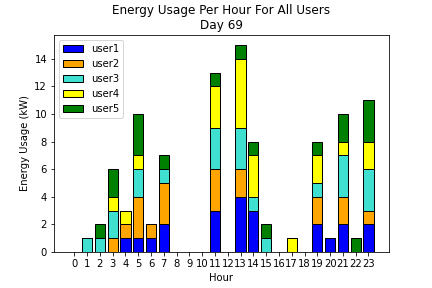 Energy Usage Per Hour For All Users
Day 69
user1
user2
user3
user4
user5
Energy Usage (kW)
14
12
10
8
6
4
2
0
0 1 2 3 4 5 6 7 8 9 10 11 12 13 14 15 16 17 18 19 20 21 22 23
Hour